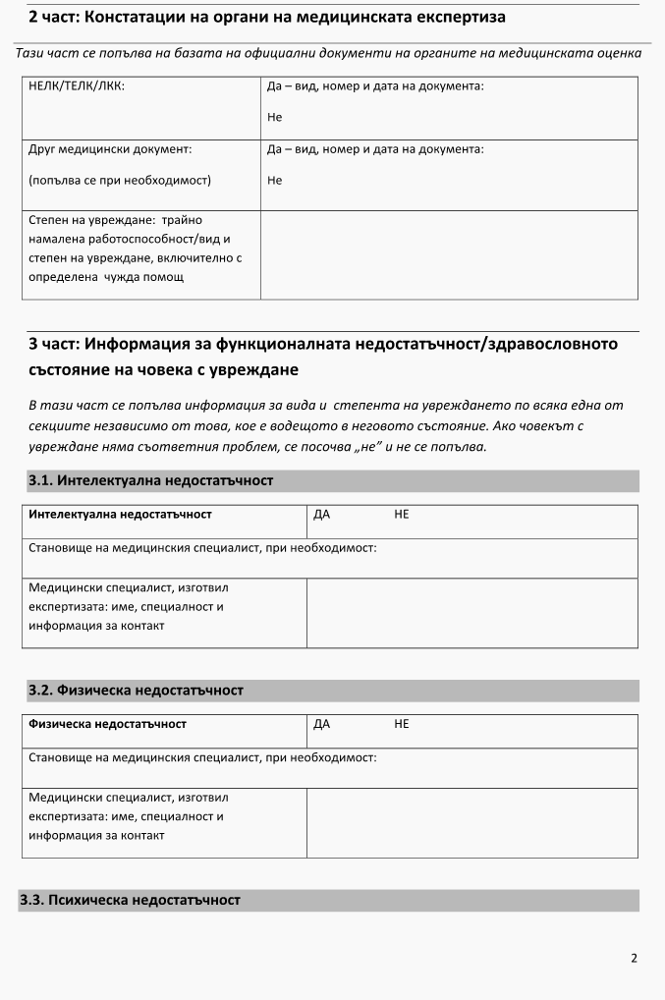 2 част: Констатации на органи на медицинската експертиза
Тази част се попълва на базата на официални документи на органите на медицинската оценка
НЕЛК/ТЕЛК/ЛКК:
Да – вид, номер и дата на документа:
Не
Друг медицински документ:
(попълва се при необходимост)
Да – вид, номер и дата на документа:
Не
Степен на увреждане:  трайно
намалена работоспособност/вид и
степен на увреждане, включително с
определена  чужда помощ
3 част: Информация за функционалната недостатъчност/здравословното
състояние на човека с увреждане
В тази част се попълва информация за вида и  степента на увреждането по всяка една от
секциите независимо от това, кое е водещото в неговото състояние. Ако човекът с
увреждане няма съответния проблем, се посочва „не” и не се попълва.
3.1. Интелектуална недостатъчност
Интелектуална недостатъчност
ДА НЕ
Становище на медицинския специалист, при необходимост:
Медицински специалист, изготвил
експертизата: име, специалност и
информация за контакт
3.2. Физическа недостатъчност
Физическа недостатъчност
ДА НЕ
Становище на медицинския специалист, при необходимост:
Медицински специалист, изготвил
експертизата: име, специалност и
информация за контакт
3.3. Психическа недостатъчност
2